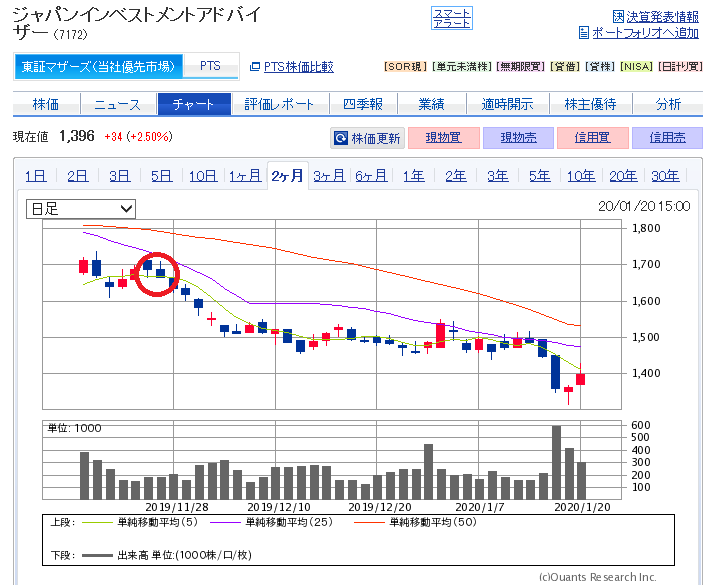 ジャパンインベストメントアドバイ
ザー (7172)
スマート
アラート
決算発表情報
ポートフォリオへ追加
東証マザーズ(当社優先市場)
PTS
PTS株価比較
[SOR現] [単元未満株] [無期限寛] [貸借] [貸株] [NISA] [日計り寛]
株価 ニュース チャート 評価レポート 四季報 業績 適時開示 株主優待 分析
現在値 1,396 +34 (+2.50%)
株価更新 現物買 現物売 信用買 信用売
1日 2日 3日 5日 10日 1ヶ月 2ヶ月 3ヶ月 6ヶ月 1年 2年 3年 5年 10年 20年 30年
日足
20/01/20 15:00
1,800
1,700
1,600
1,500
1,400
単位: 1000
600
500
400
300
200
100
2019/11/28 2019/12/10 2019/12/20 2020/1/7 2020/1/20
上段: 単純移動平均(5) 単純移動平均(25) 単純移動平均(50)
下段: 出来高 単位:(1000株/口/枚)
(c)Quants Research Inc.